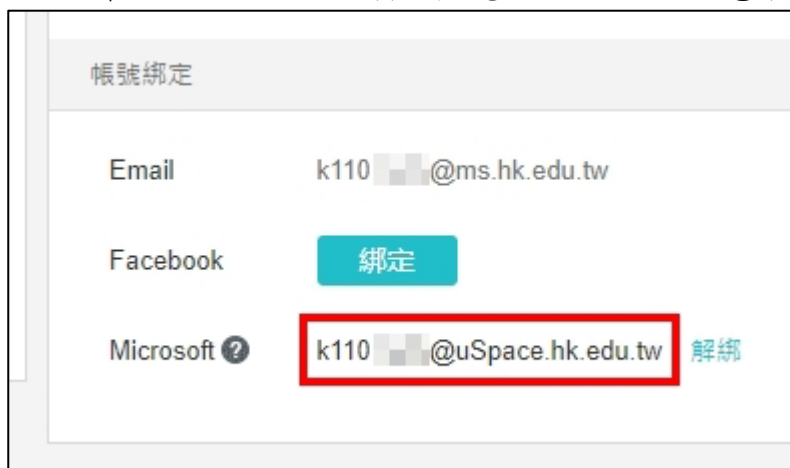 帳號綁定
Email k110 @ms.hk.edu.tw
Facebook 綁定
Microsoft ? k110 @uSpace.hk.edu.tw 解綁